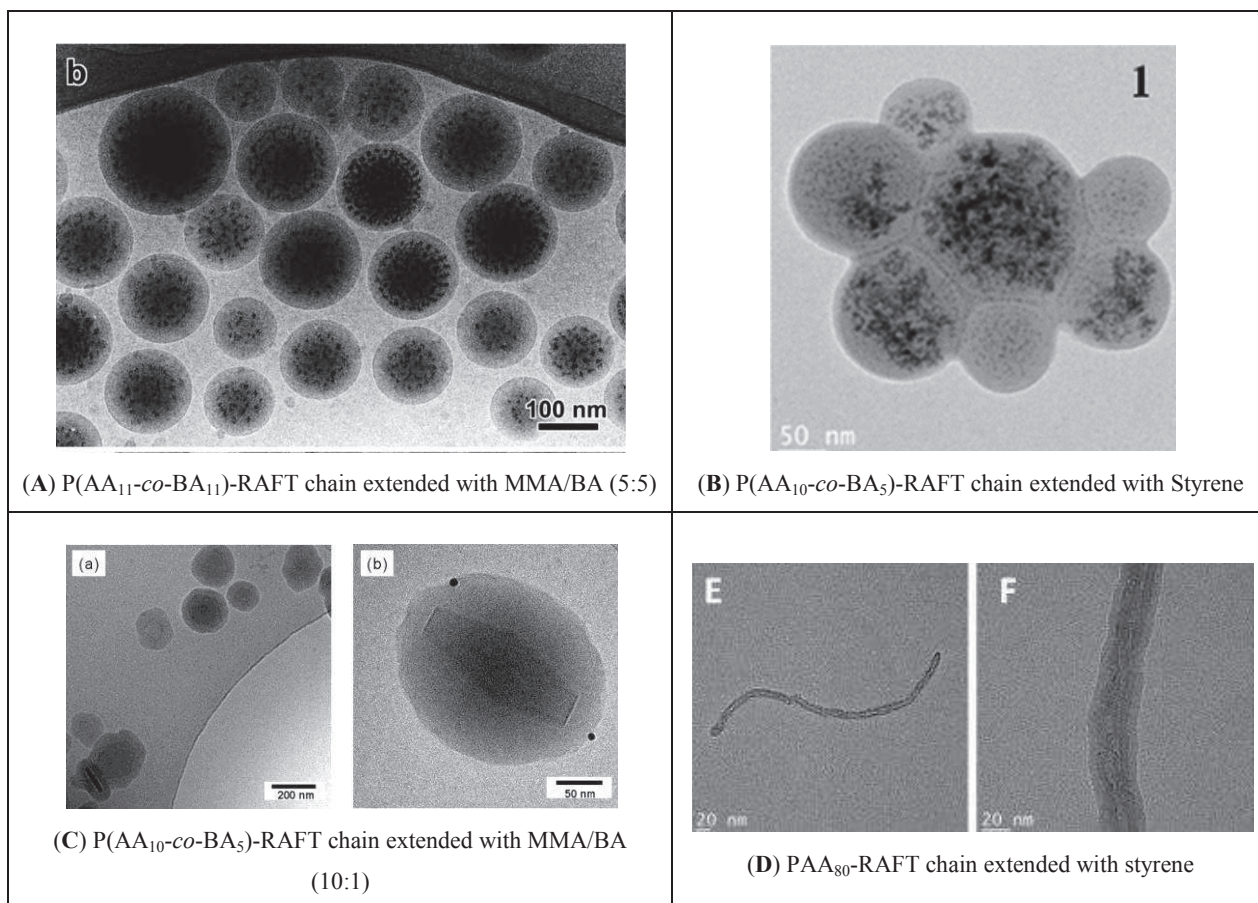 b
100 nm
(A) P(AA₁₁-co-BA₁₁)-RAFT chain extended with MMA/BA (5:5)
1
50 nm
(B) P(AA₁₀-co-BA₅)-RAFT chain extended with Styrene
(a)
200 nm
(b)
50 nm
(C) P(AA₁₀-co-BA₅)-RAFT chain extended with MMA/BA
(10:1)
E
20 nm
F
20 nm
(D) PAA₈₀-RAFT chain extended with styrene